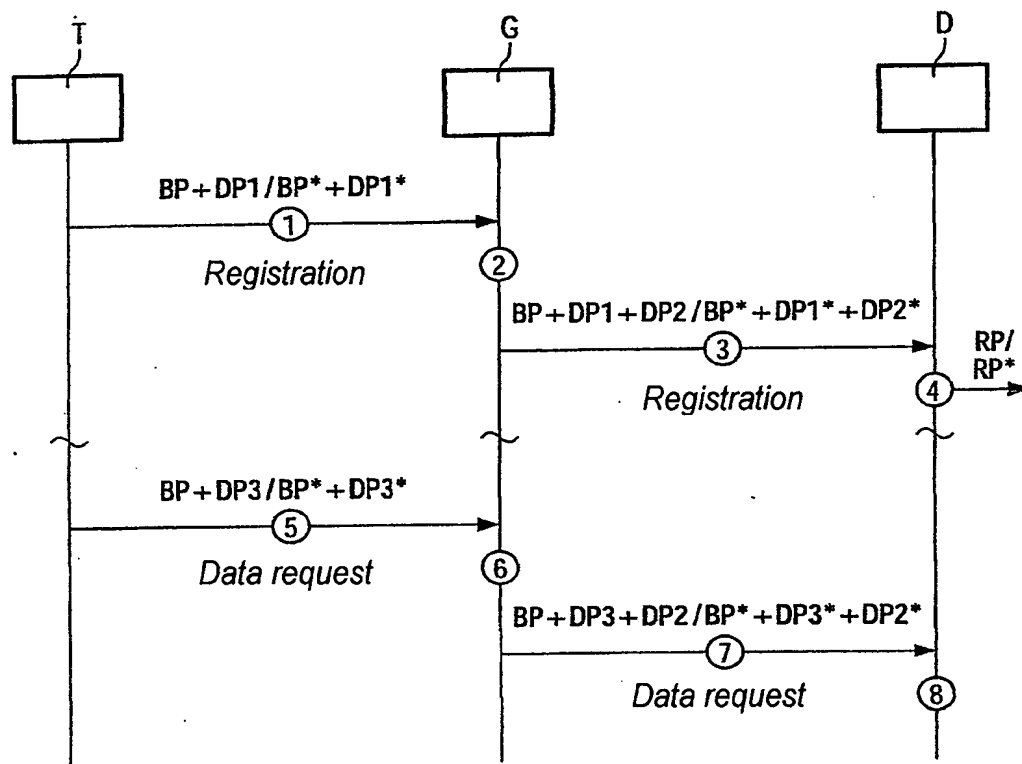 T
G
D
BP+DP1/BP*+DP1*
1
Registration
2
BP+DP1+DP2/BP*+DP1*+DP2*
3
Registration
RP/
RP*
4
BP+DP3/BP*+DP3*
5
Data request
6
BP+DP3+DP2/BP*+DP3*+DP2*
7
Data request
8